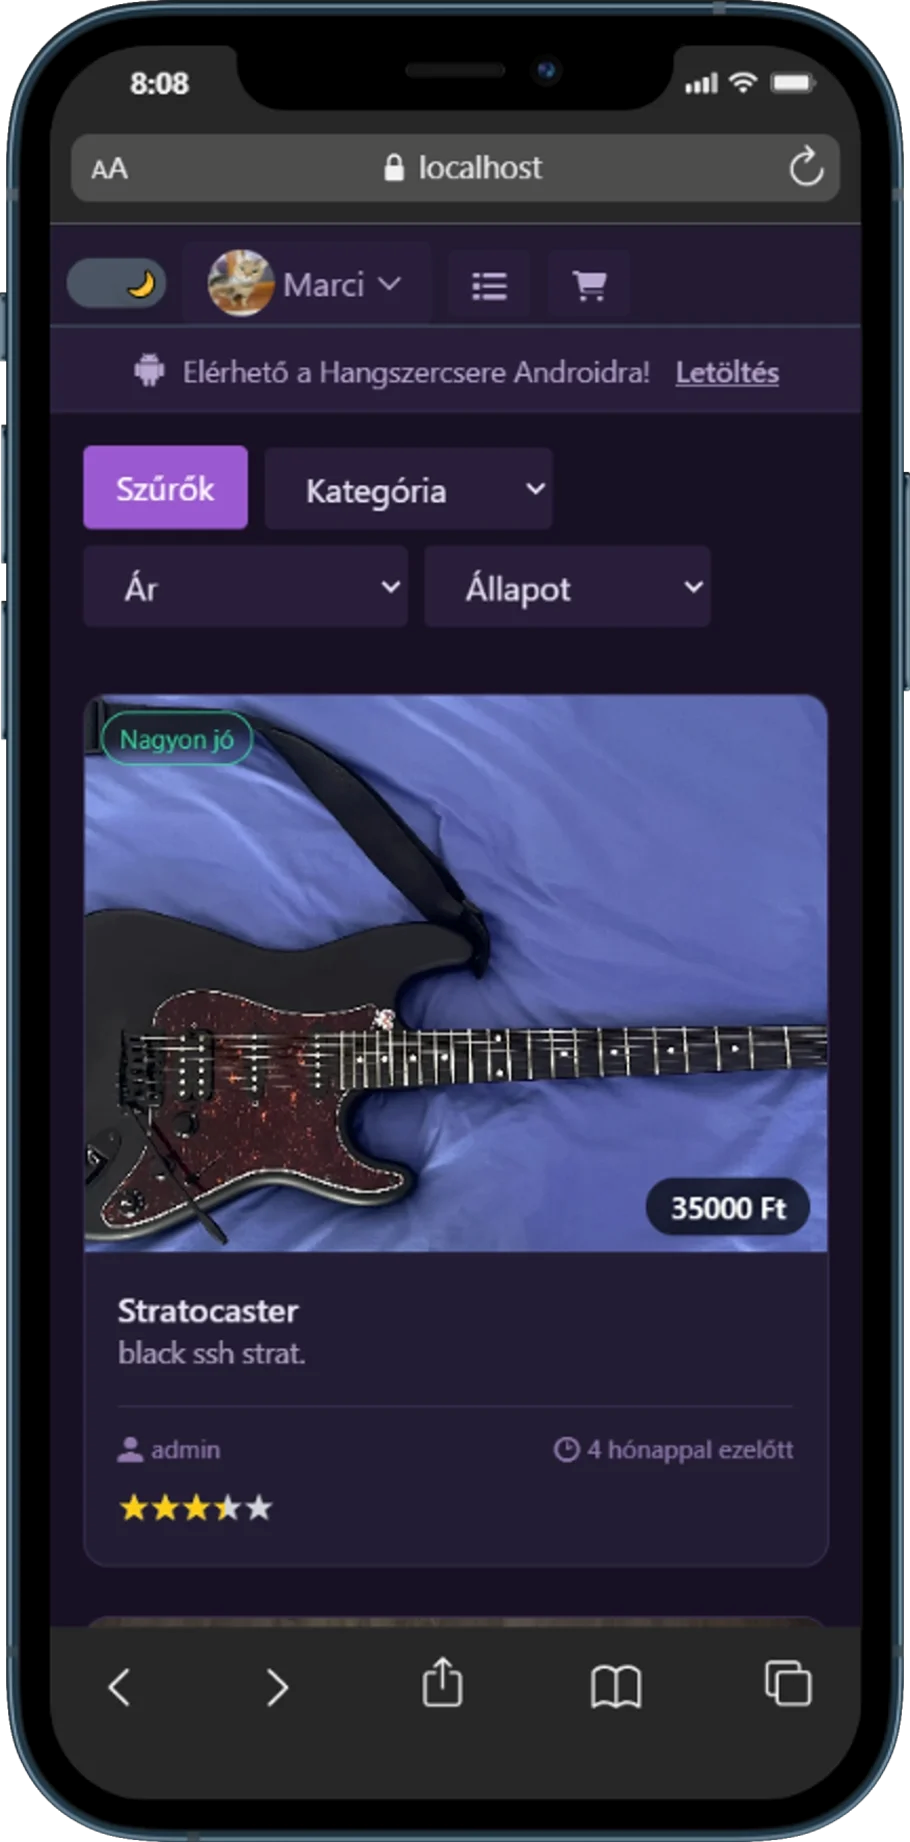 8:08
AA localhost
Marci
Elérhető a Hangszercsere Androidra! Letöltés
Szűrők Kategória
Ár Állapot
Nagyon jó
35000 Ft
Stratocaster
black ssh strat.
admin 4 hónappal ezelőtt